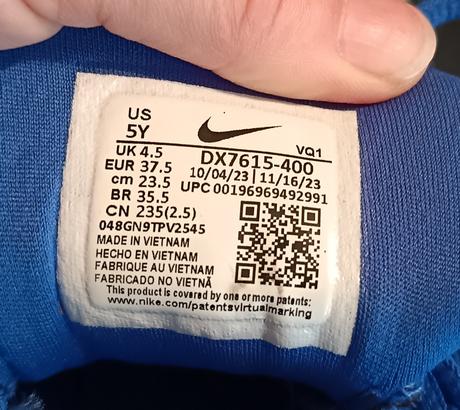 US
5Y
VQ1
UK 4.5
DX7615-400
EUR 37.5
10/04/23 | 11/16/23
cm 23.5
UPC 00196969492991
BR 35.5
CN 235(2.5)
048GN9TPV2545
MADE IN VIETNAM
HECHO EN VIETNAM
FABRIQUE AU VIETNAM
FABRICADO NO VIETNÃ
This product is covered by one or more patents:
www.nike.com/patentsvirtualmarking